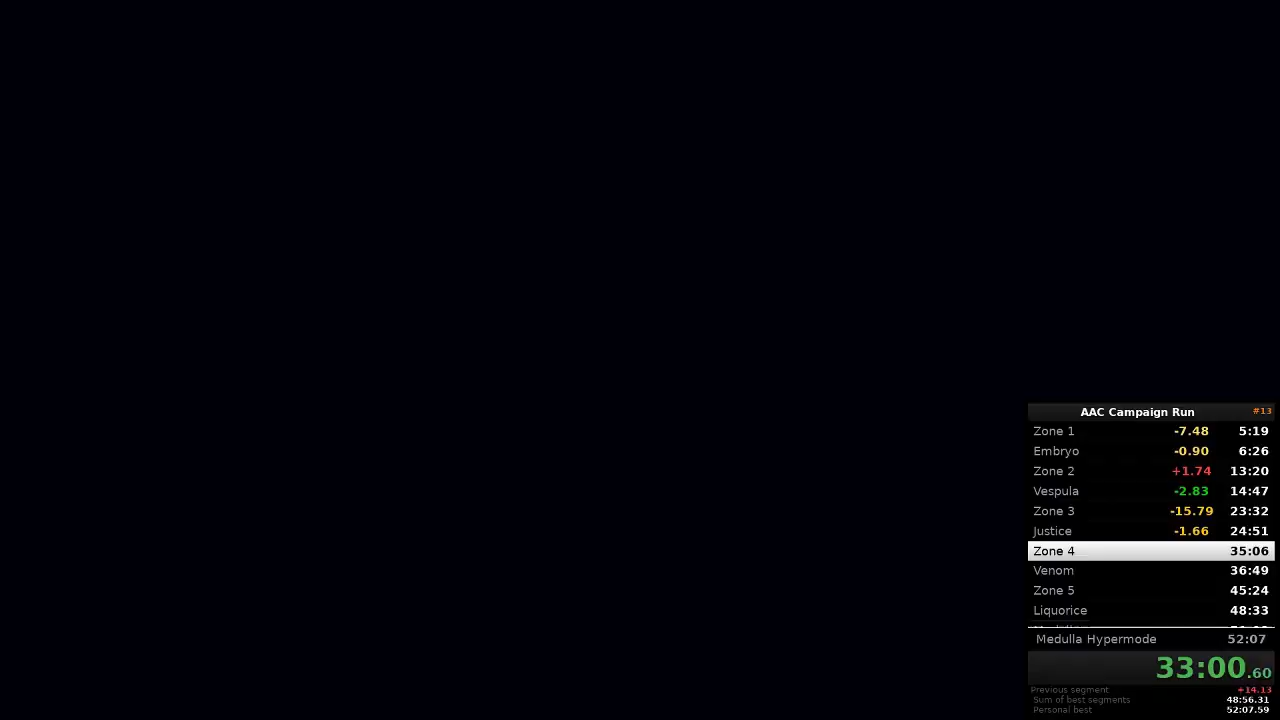 AAC Campaign Run #13
Zone 1 -7.48 5:19
Embryo -0.90 6:26
Zone 2 +1.74 13:20
Vespula -2.83 14:47
Zone 3 -15.79 23:32
Justice -1.66 24:51
Zone 4 35:06
Venom 36:49
Zone 5 45:24
Liquorice 48:33
Medulla Hypermode 52:07
33:00.60
Previous segment +14.13
Sum of best segments 48:56.31
Personal best 52:07.59